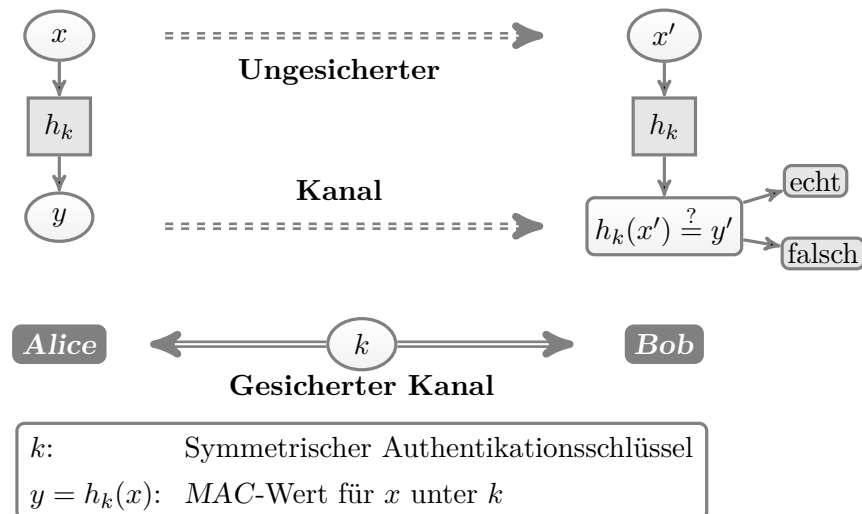 x x′
Ungesicherter
h_k h_k
Kanal
echt
y h_k(x′) ≟ y′
falsch
Alice k Bob
Gesicherter Kanal
k: Symmetrischer Authentikationsschlüssel
y = h_k(x): MAC-Wert für x unter k